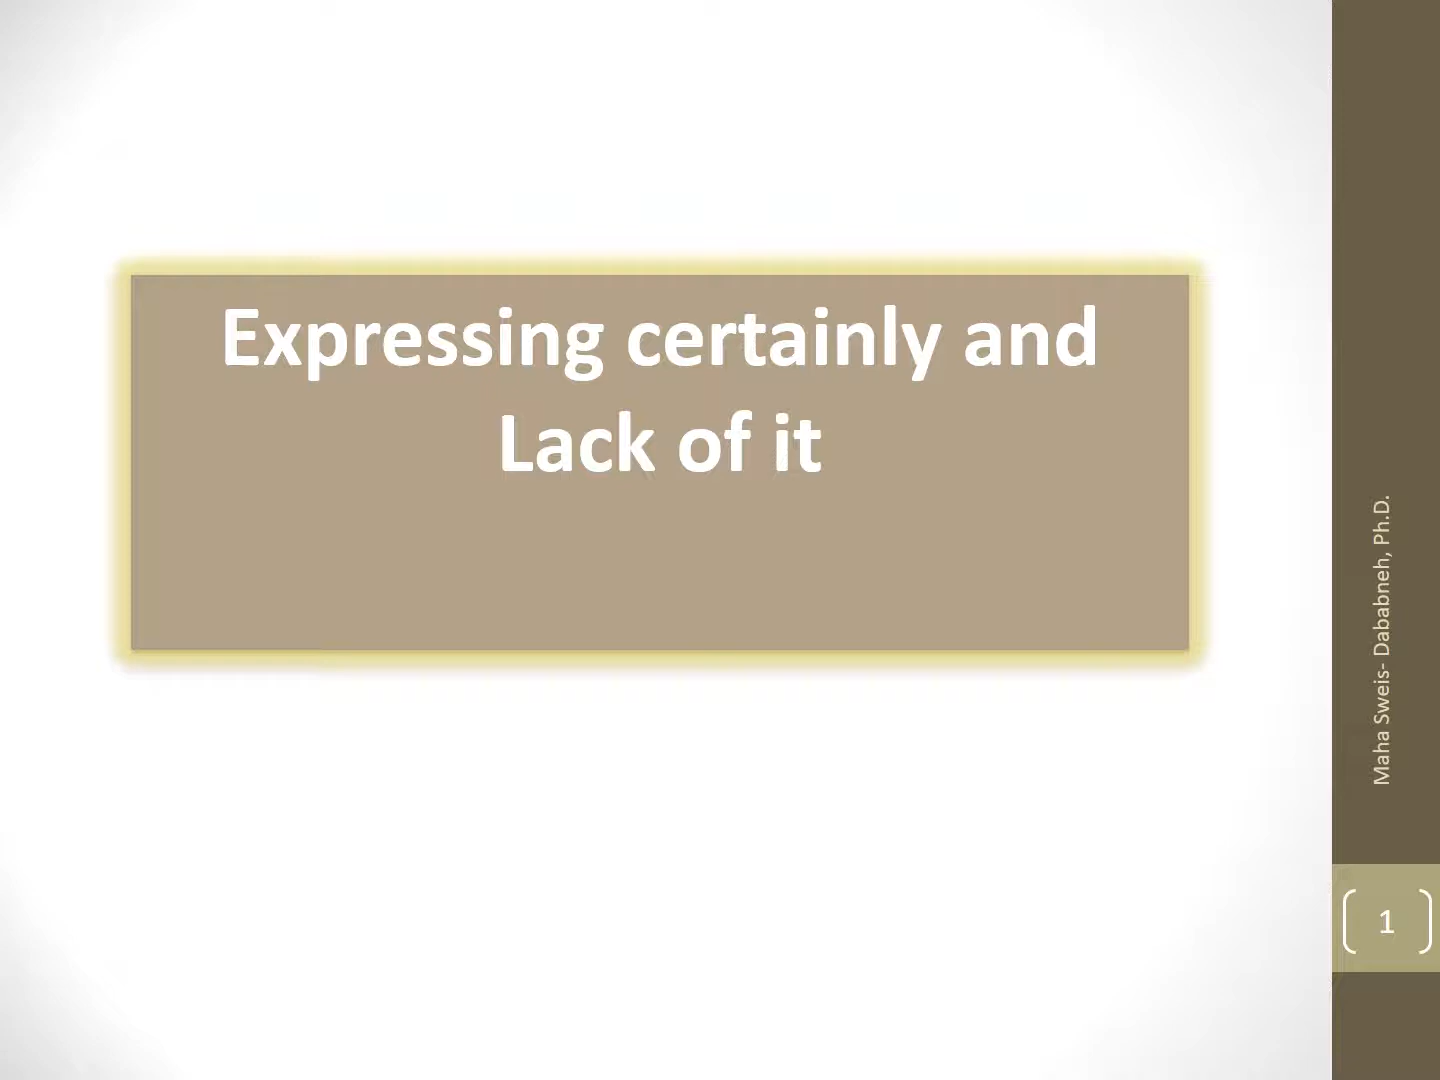 Expressing certainly and
Lack of it
Maha Sweis- Dababneh, Ph.D.
1